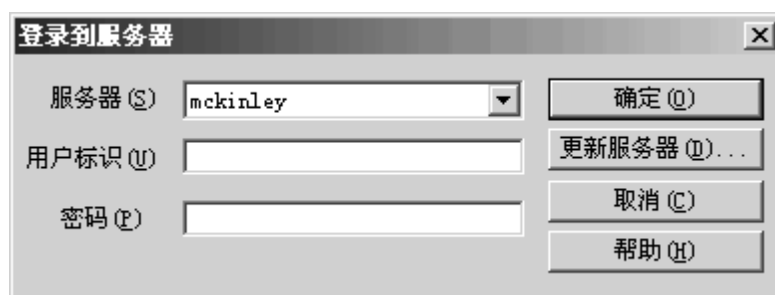 登录到服务器
服务器(S)
mckinley
确定(O)
用户标识(U)
更新服务器(D)...
密码(P)
取消(C)
帮助(H)